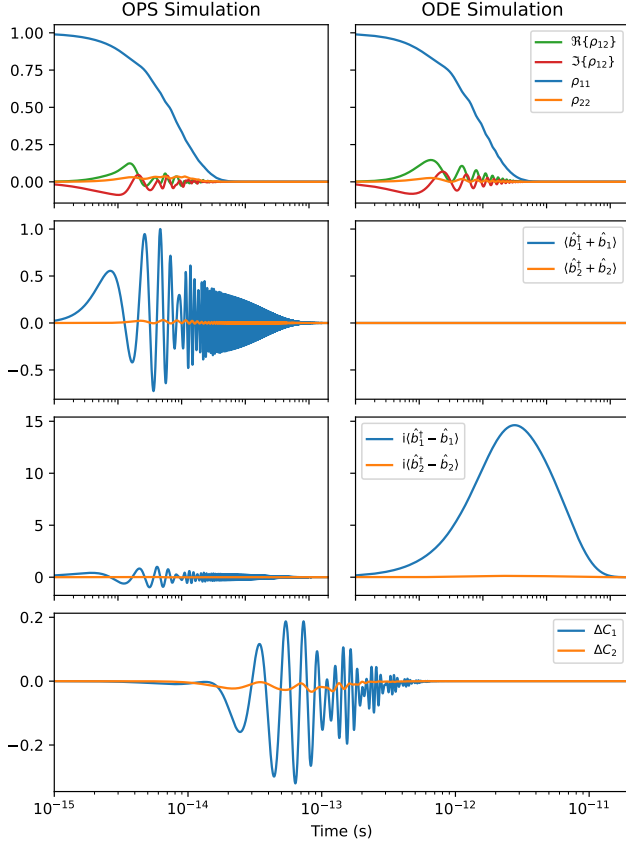 OPS Simulation ODE Simulation
1.00
0.75
0.50
0.25
0.00
ℜ{ρ₁₂}
ℑ{ρ₁₂}
ρ₁₁
ρ₂₂
1.0
0.5
0.0
−0.5
⟨b̂₁† + b̂₁⟩
⟨b̂₂† + b̂₂⟩
15
10
5
0
i⟨b̂₁† − b̂₁⟩
i⟨b̂₂† − b̂₂⟩
0.2
0.0
−0.2
ΔC₁
ΔC₂
10⁻¹⁵ 10⁻¹⁴ 10⁻¹³ 10⁻¹² 10⁻¹¹
Time (s)